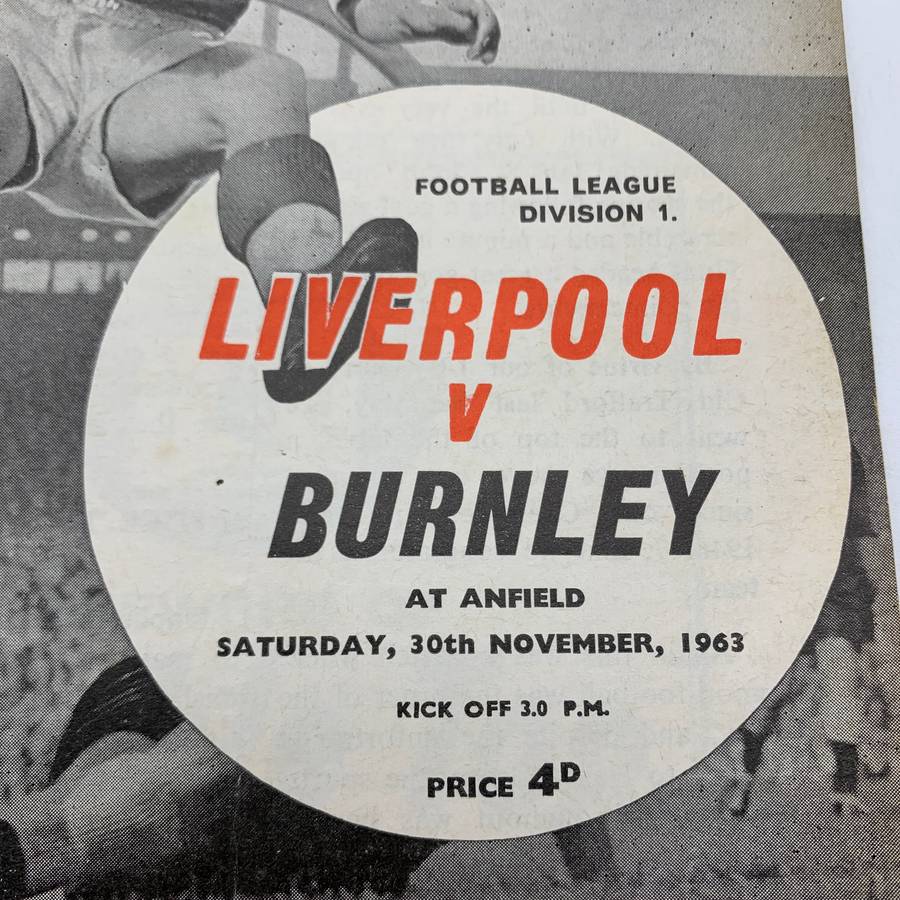 FOOTBALL LEAGUE
DIVISION 1.
LIVERPOOL
V
BURNLEY
AT ANFIELD
SATURDAY, 30th NOVEMBER, 1963
KICK OFF 3.0 P.M.
PRICE 4D